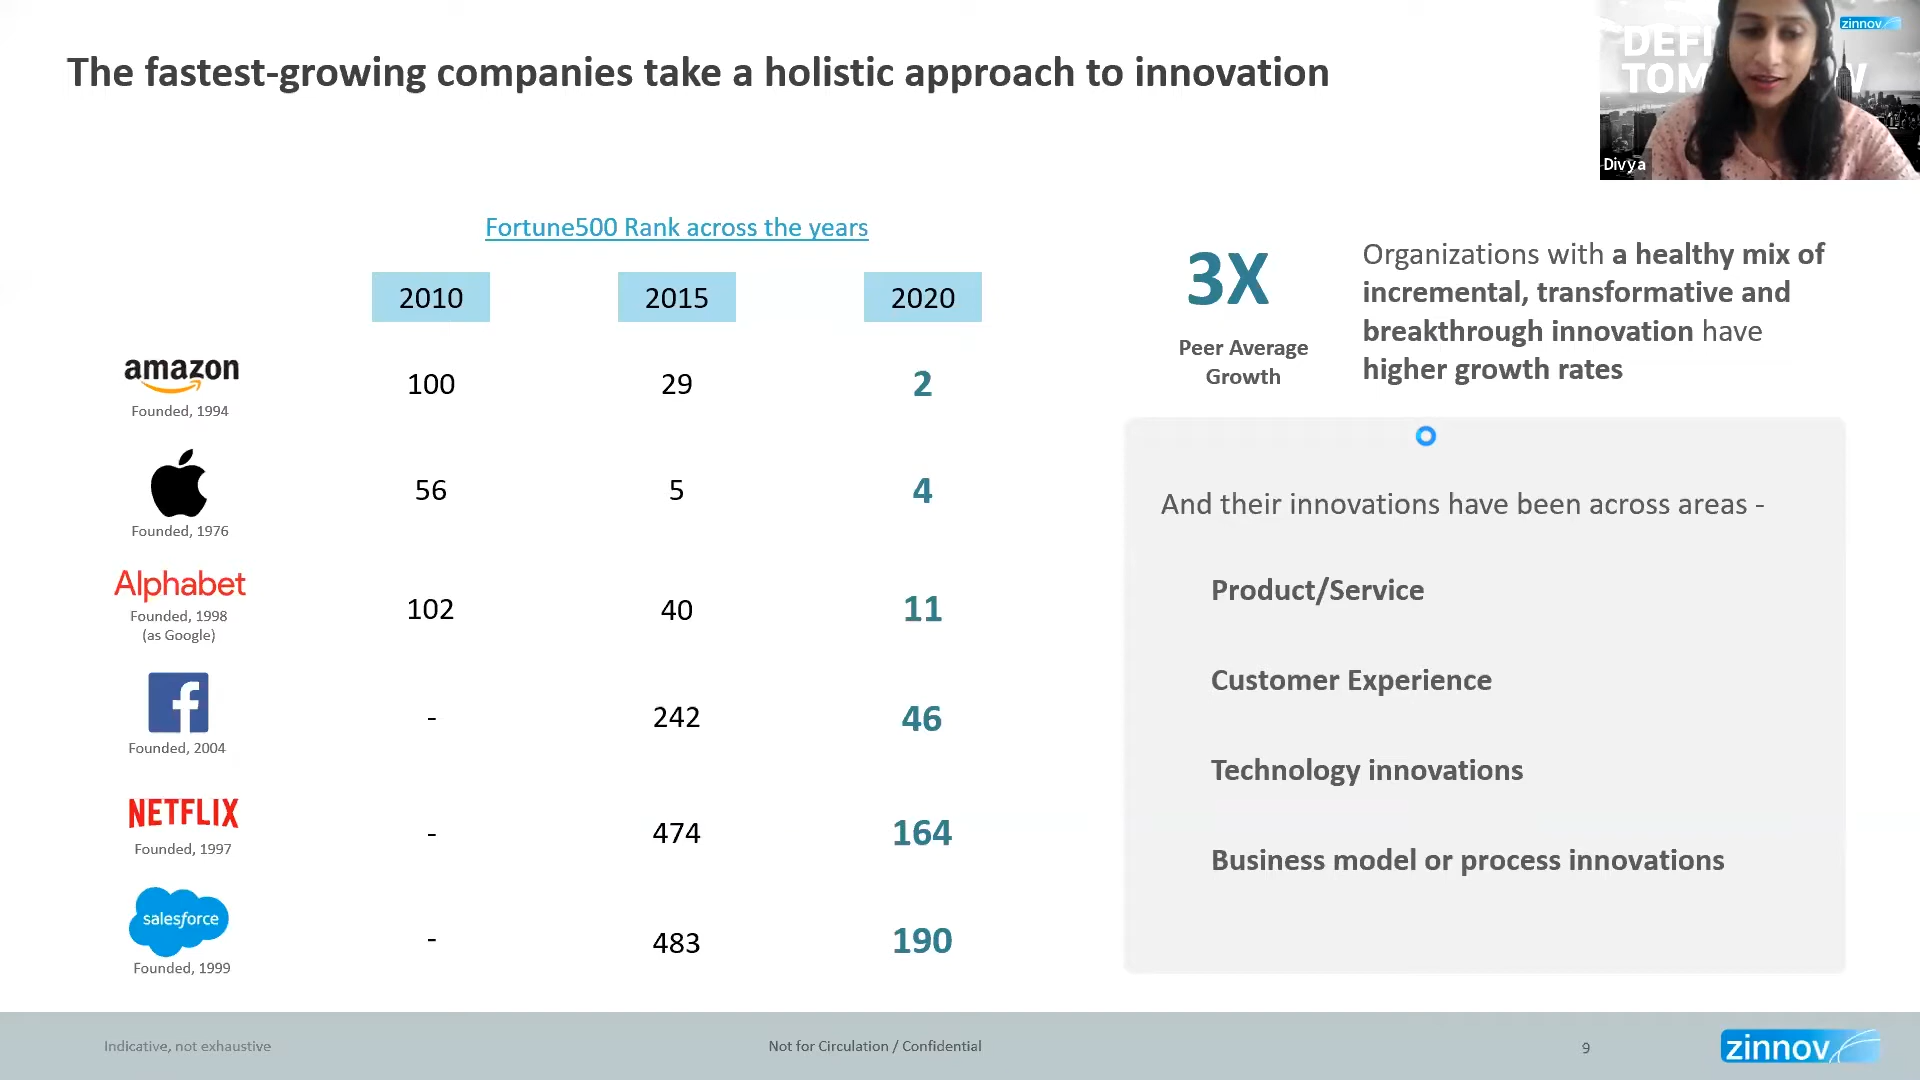 The fastest-growing companies take a holistic approach to innovation
zinnov
Divya
Fortune500 Rank across the years
2010 2015 2020
amazon
Founded, 1994
100 29 2
Founded, 1976
56 5 4
Alphabet
Founded, 1998
(as Google)
102 40 11
Founded, 2004
- 242 46
NETFLIX
Founded, 1997
- 474 164
salesforce
Founded, 1999
- 483 190
3X
Peer Average
Growth
Organizations with a healthy mix of
incremental, transformative and
breakthrough innovation have
higher growth rates
And their innovations have been across areas -
Product/Service
Customer Experience
Technology innovations
Business model or process innovations
Indicative, not exhaustive
Not for Circulation / Confidential
9
zinnov